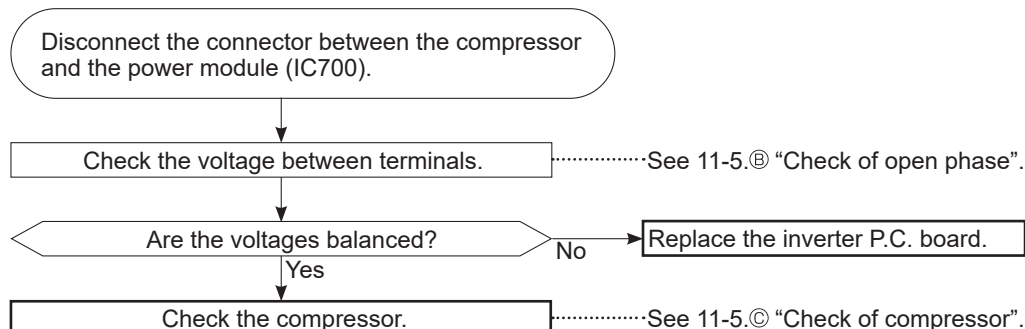 Disconnect the connector between the compressor
and the power module (IC700).
Check the voltage between terminals.
See 11-5.Ⓑ “Check of open phase”.
Are the voltages balanced?
No
Replace the inverter P.C. board.
Yes
Check the compressor.
See 11-5.Ⓒ “Check of compressor”.